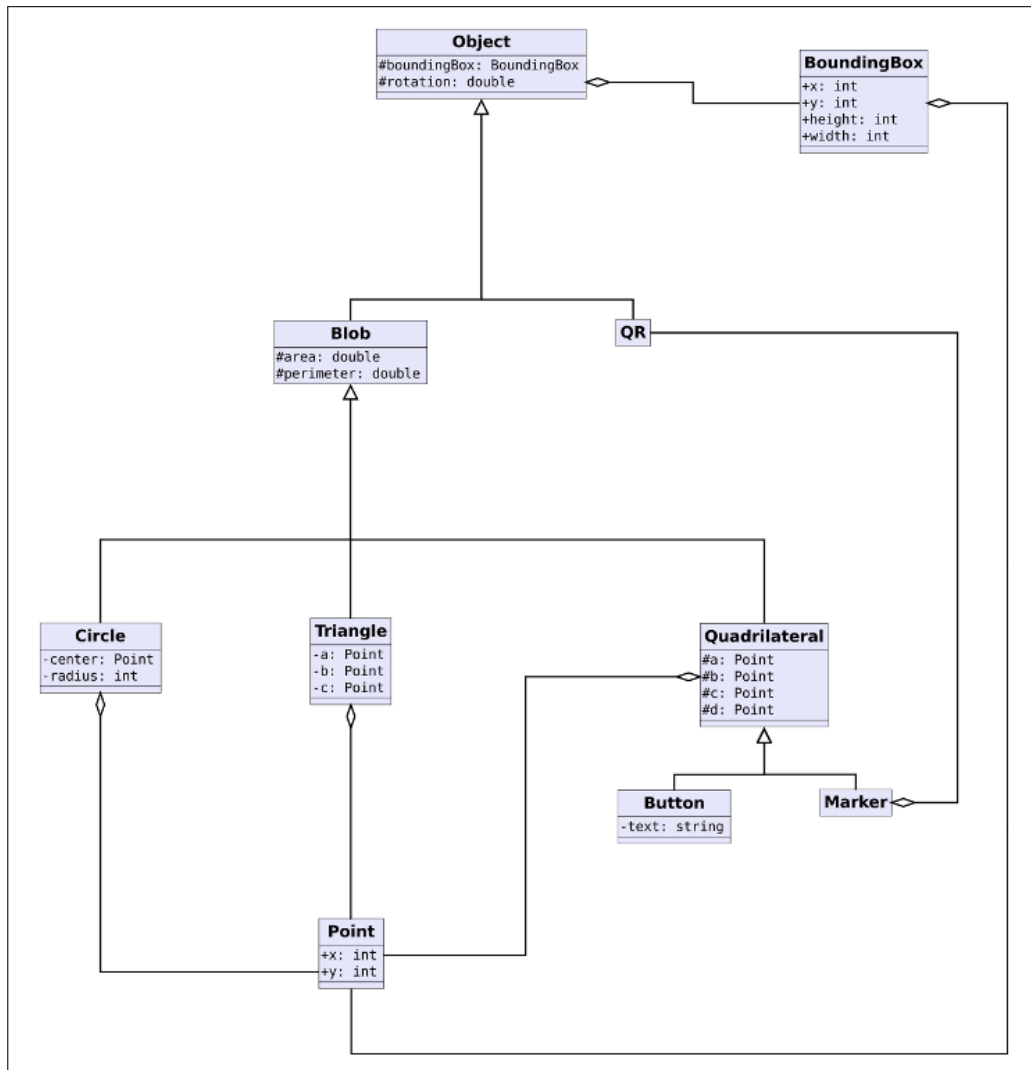 Object
#boundingBox: BoundingBox
#rotation: double
BoundingBox
+x: int
+y: int
+height: int
+width: int
Blob
#area: double
#perimeter: double
QR
Circle
-center: Point
-radius: int
Triangle
-a: Point
-b: Point
-c: Point
Quadrilateral
#a: Point
#b: Point
#c: Point
#d: Point
Button
-text: string
Marker
Point
+x: int
+y: int